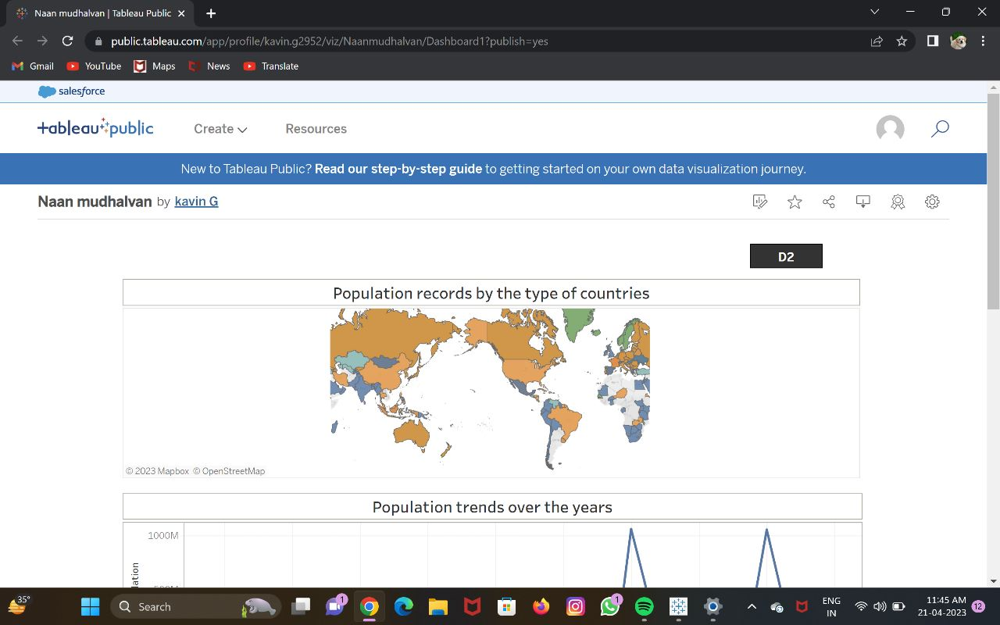 Naan mudhalvan | Tableau Public
public.tableau.com/app/profile/kavin.g2952/viz/Naanmudhalvan/Dashboard1?publish=yes
Gmail YouTube Maps News Translate
salesforce
+ableau+public
Create Resources
New to Tableau Public? Read our step-by-step guide to getting started on your own data visualization journey.
Naan mudhalvan by kavin G
D2
Population records by the type of countries
© 2023 Mapbox © OpenStreetMap
Population trends over the years
1000M
35°
Search
1
1
ENG
IN
11:45 AM
21-04-2023
12